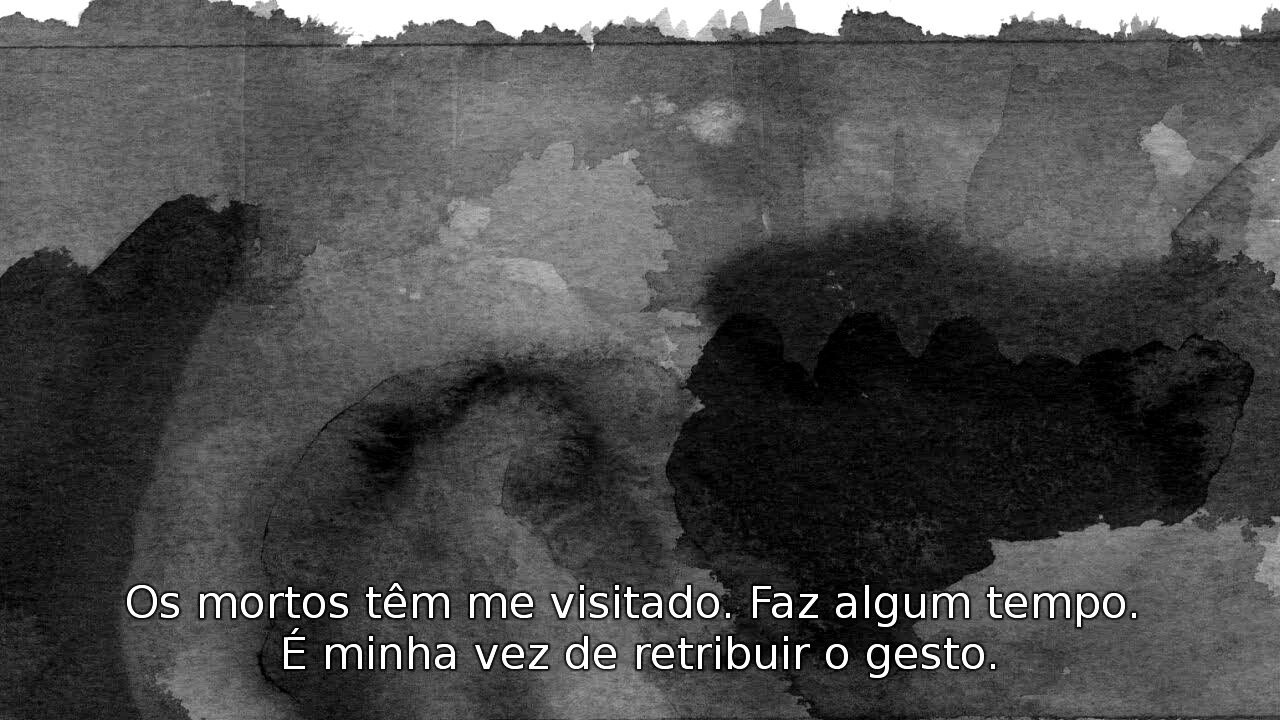 Os mortos têm me visitado. Faz algum tempo.
É minha vez de retribuir o gesto.